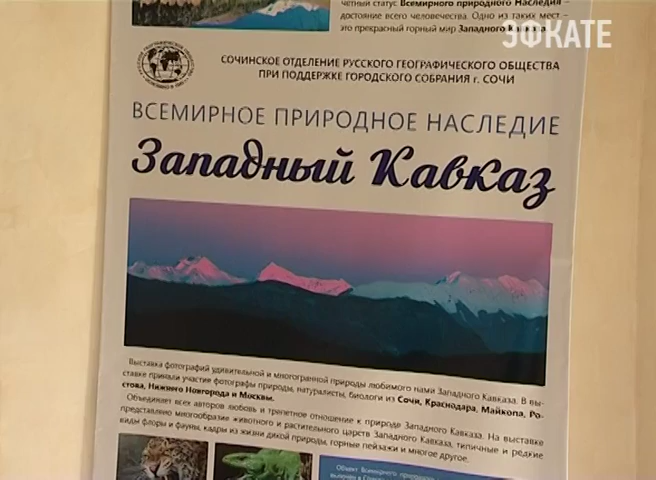 четный статус Всемирного природного Наследия –
достояние всего человечества. Одно из таких мест –
это прекрасный горный мир Западного Кавказа
ЭФКАТЕ
СОЧИНСКОЕ ОТДЕЛЕНИЕ РУССКОГО ГЕОГРАФИЧЕСКОГО ОБЩЕСТВА
ПРИ ПОДДЕРЖКЕ ГОРОДСКОГО СОБРАНИЯ г. СОЧИ
ВСЕМИРНОЕ ПРИРОДНОЕ НАСЛЕДИЕ
Западный Кавказ
Выставка фотографий удивительной и многогранной природы любимого нами Западного Кавказа. В вы-
ставке приняли участие фотографы природы, натуралисты, биологи из Сочи, Краснодара, Майкопа, Ро-
стова, Нижнего Новгорода и Москвы.
Объединяет всех авторов любовь и трепетное отношение к природе Западного Кавказа. На выставке
представлено многообразие животного и растительного царств Западного Кавказа, типичные и редкие
виды флоры и фауны, кадры из жизни дикой природы, горные пейзажи и многое другое.
Объект Всемирного природного